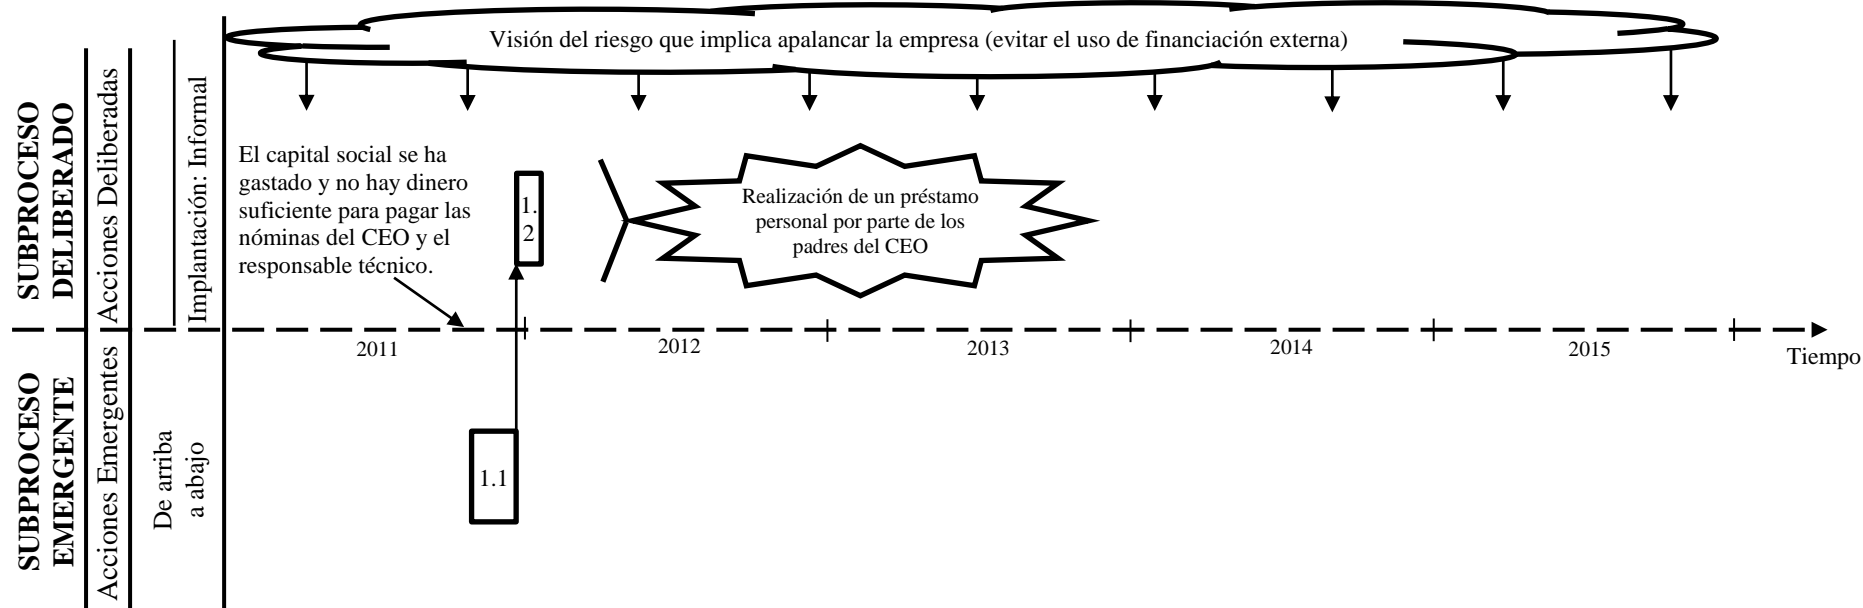 Visión del riesgo que implica apalancar la empresa (evitar el uso de financiación externa)
SUBPROCESO
DELIBERADO
Acciones Deliberadas
Implantación: Informal
El capital social se ha
gastado y no hay dinero
suficiente para pagar las
nóminas del CEO y el
responsable técnico.
1.
2
Realización de un préstamo
personal por parte de los
padres del CEO
2011
2012
2013
2014
2015
Tiempo
SUBPROCESO
EMERGENTE
Acciones Emergentes
De arriba
a abajo
1.1